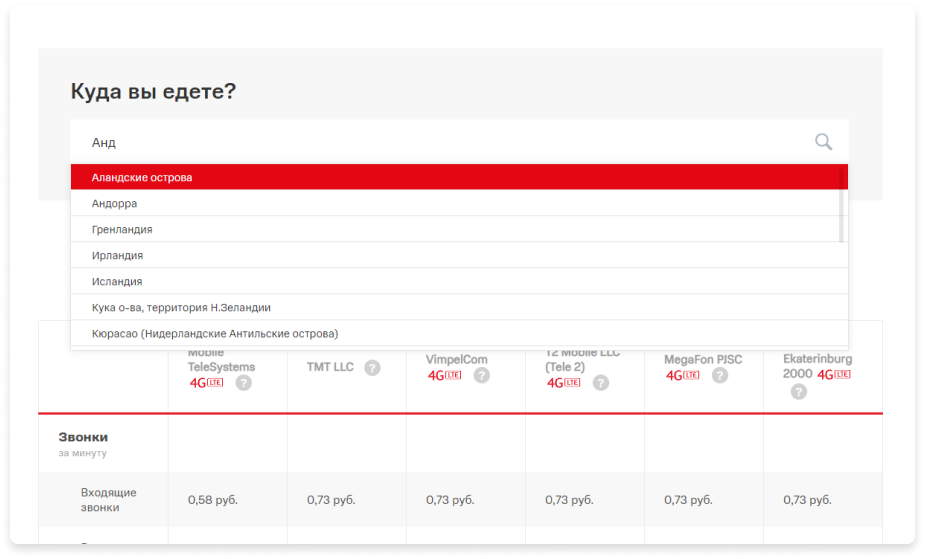 Куда вы едете?
Анд
Аландские острова
Андорра
Гренландия
Ирландия
Исландия
Кука о-ва, территория Н.Зеландии
Кюрасао (Нидерландские Антильские острова)
Mobile
TeleSystems
4G LTE ?
TMT LLC ?
VimpelCom
4G LTE ?
T2 Mobile LLC
(Tele 2)
4G LTE ?
MegaFon PJSC
4G LTE ?
Ekaterinburg
2000 4G LTE
?
Звонки
за минуту
Входящие
звонки
0,58 руб.
0,73 руб.
0,73 руб.
0,73 руб.
0,73 руб.
0,73 руб.